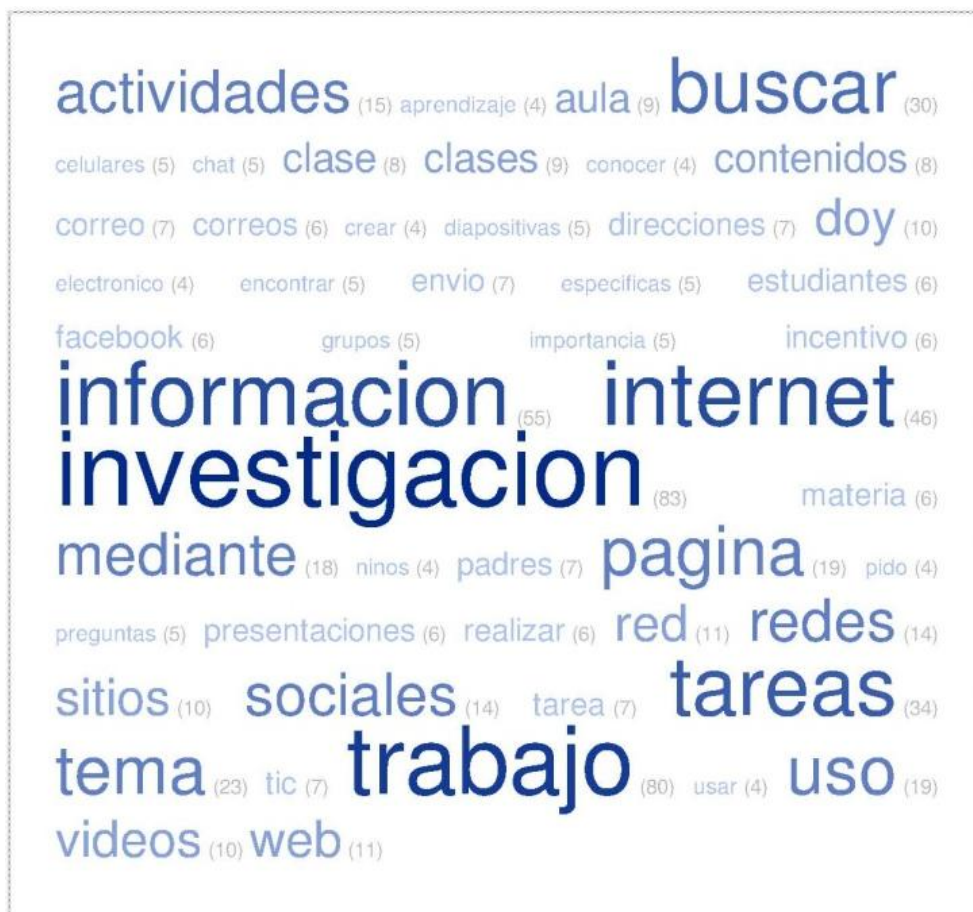 actividades (15) aprendizaje (4) aula (9) buscar (30)
celulares (5) chat (5) clase (8) clases (9) conocer (4) contenidos (8)
correo (7) correos (6) crear (4) diapositivas (5) direcciones (7) doy (10)
electronico (4) encontrar (5) envio (7) especificas (5) estudiantes (6)
facebook (6) grupos (5) importancia (5) incentivo (6)
informacion (55) internet (46)
investigacion (83) materia (6)
mediante (18) ninos (4) padres (7) pagina (19) pido (4)
preguntas (5) presentaciones (6) realizar (6) red (11) redes (14)
sitios (10) sociales (14) tarea (7) tareas (34)
tema (23) tic (7) trabajo (80) usar (4) uso (19)
videos (10) web (11)